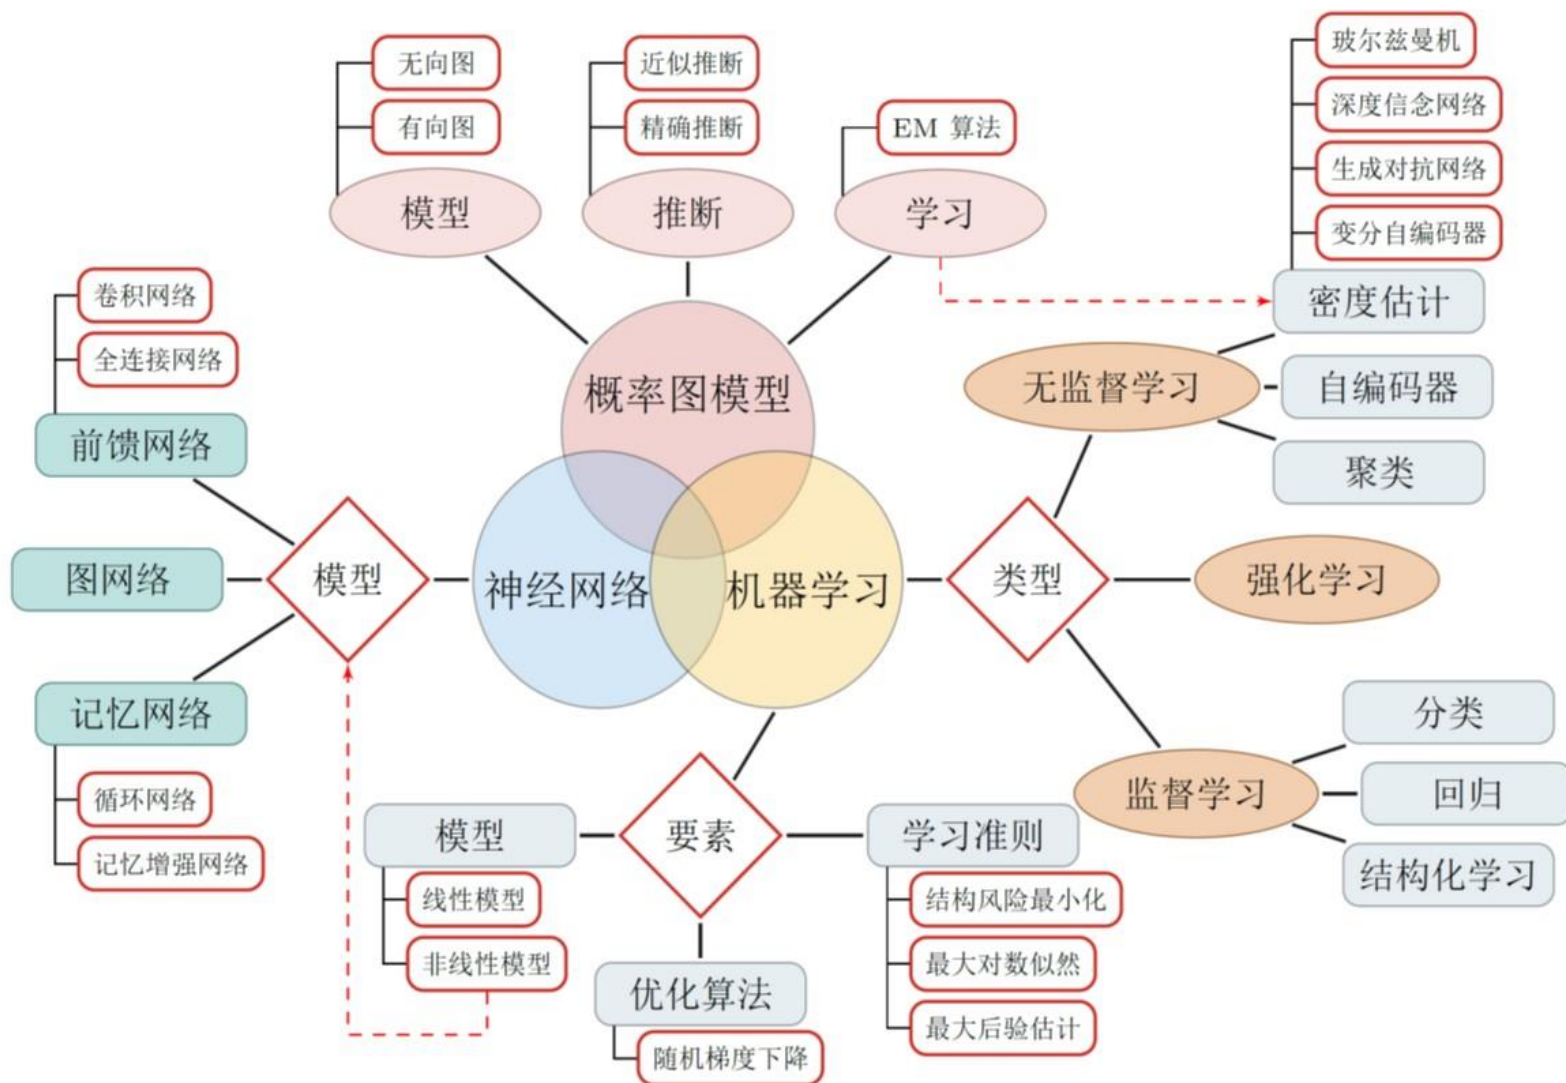 无向图
有向图
模型
近似推断
精确推断
推断
EM 算法
学习
玻尔兹曼机
深度信念网络
生成对抗网络
变分自编码器
密度估计
自编码器
聚类
无监督学习
卷积网络
全连接网络
前馈网络
图网络
记忆网络
循环网络
记忆增强网络
模型
概率图模型
神经网络
机器学习
类型
强化学习
监督学习
分类
回归
结构化学习
要素
模型
线性模型
非线性模型
优化算法
随机梯度下降
学习准则
结构风险最小化
最大对数似然
最大后验估计